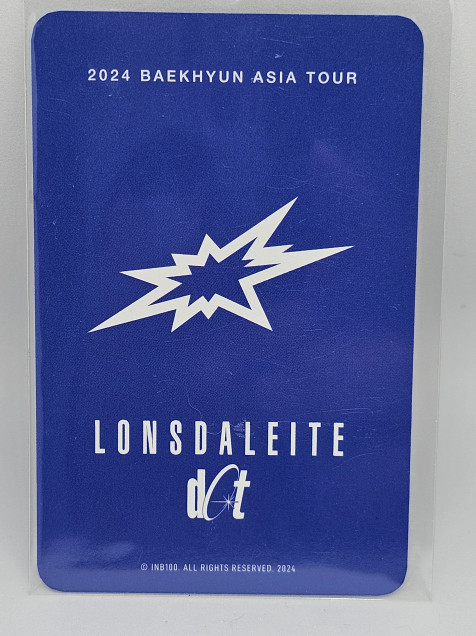 2024 BAEKHYUN ASIA TOUR
LONSDALEITE
dOt
© INB100. ALL RIGHTS RESERVED. 2024